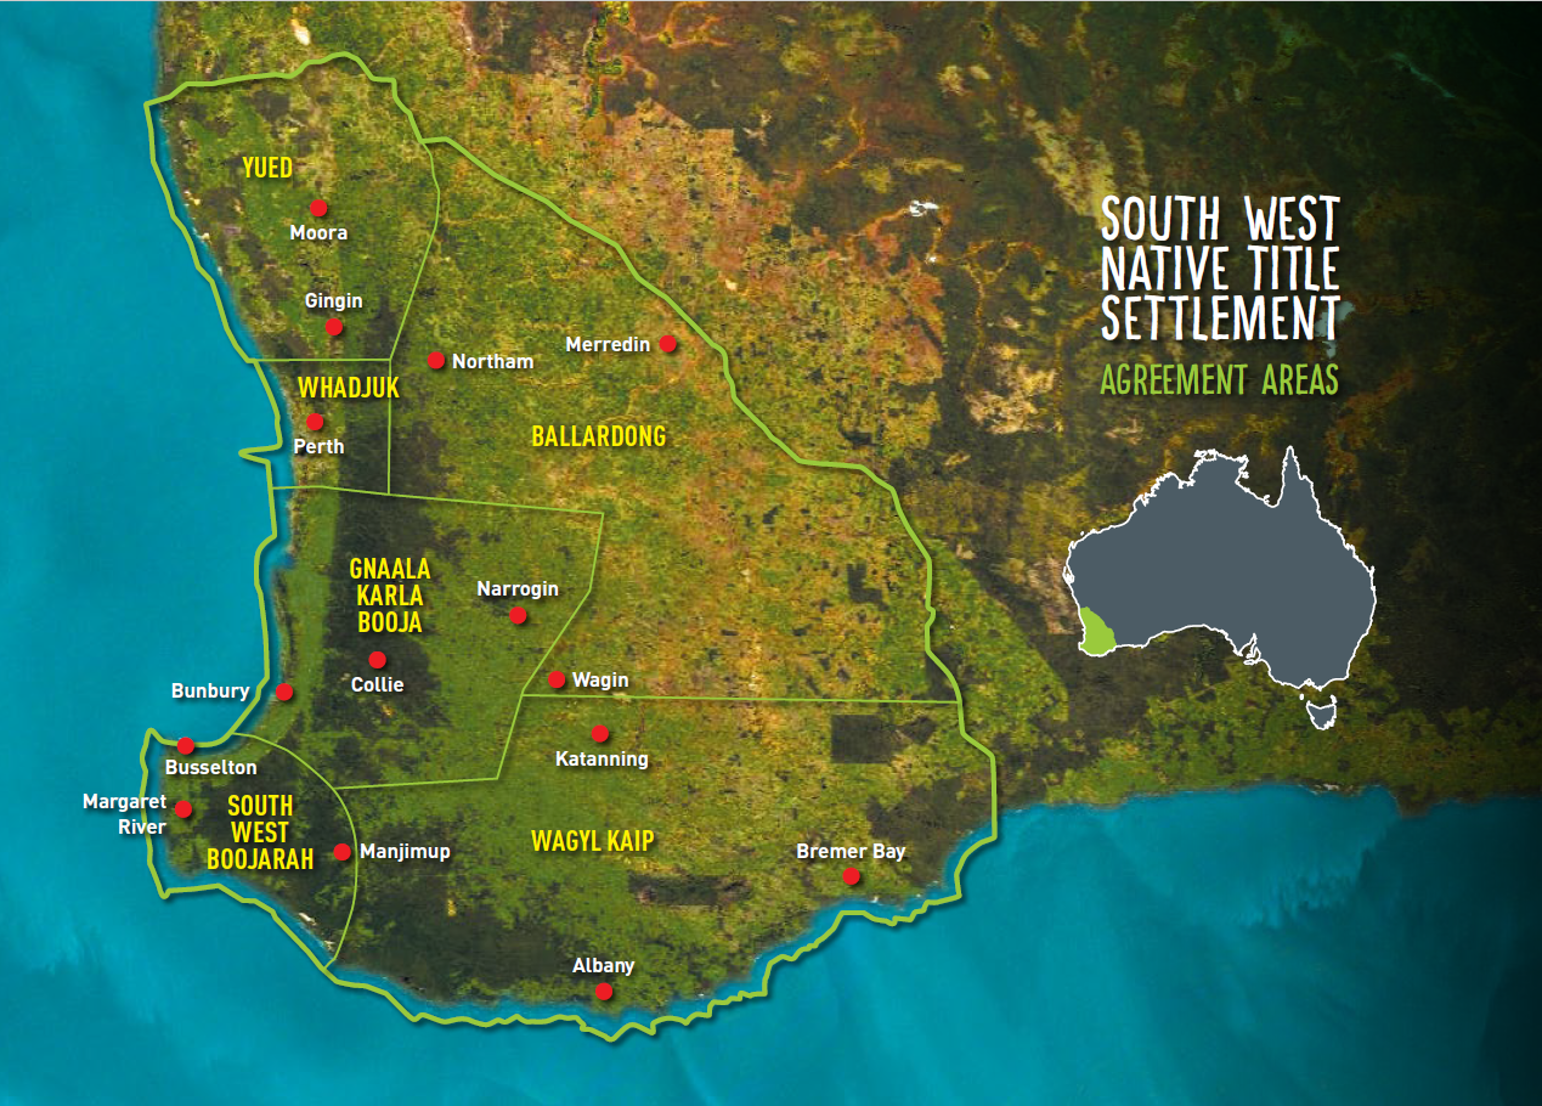 SOUTH WEST
NATIVE TITLE
SETTLEMENT
AGREEMENT AREAS
YUED
Moora
Gingin
Northam
Merredin
WHADJUK
Perth
BALLARDONG
GNAALA
KARLA
BOOJA
Narrogin
Collie
Bunbury
Wagin
Katanning
Busselton
Margaret
River
SOUTH
WEST
BOOJARAH
Manjimup
WAGYL KAIP
Bremer Bay
Albany